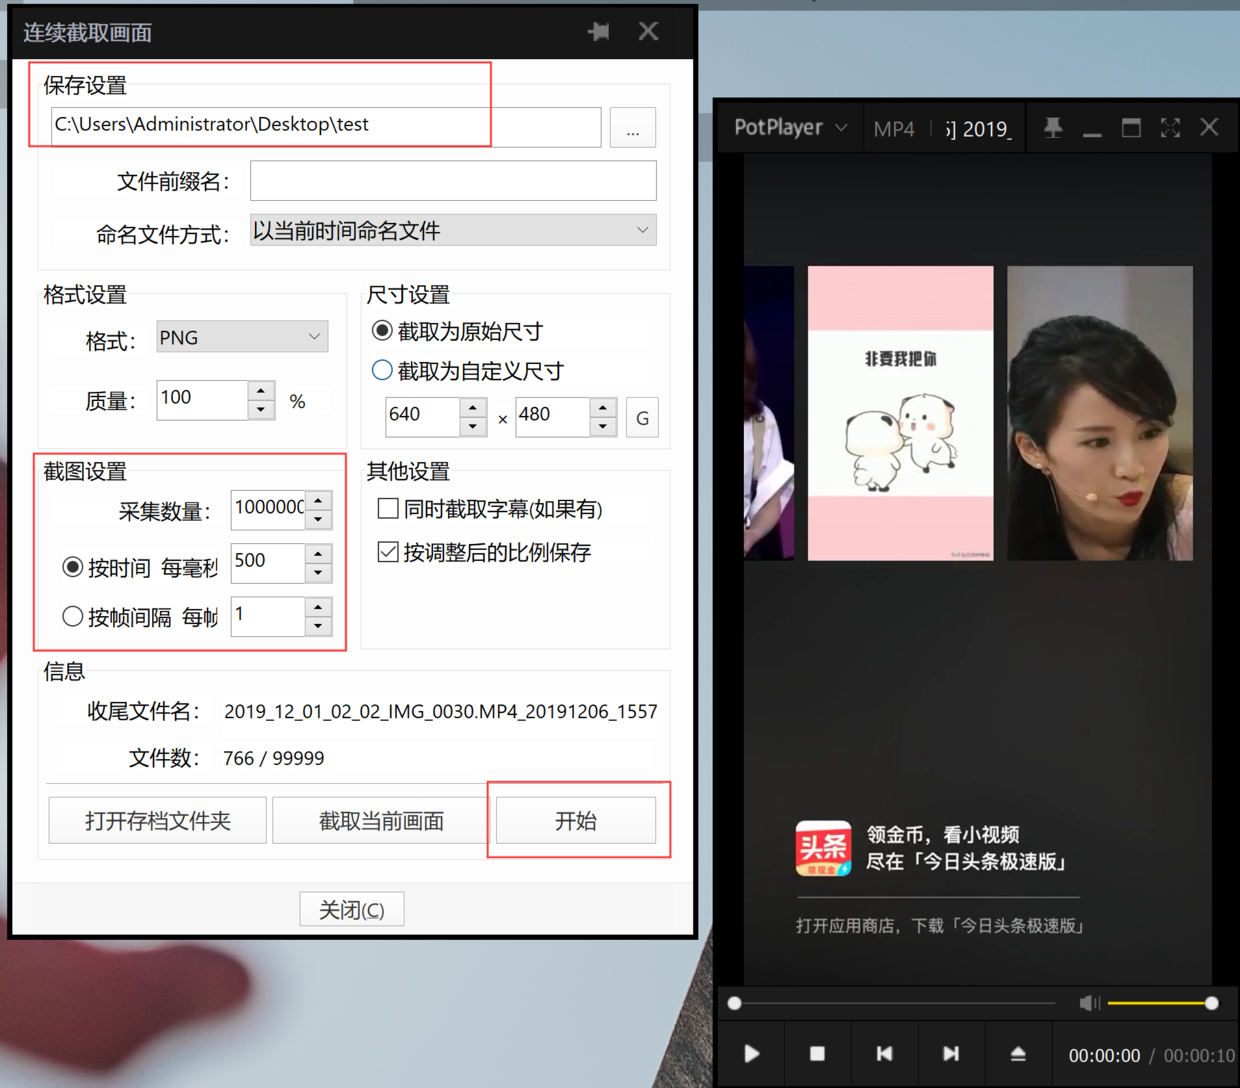 连续截取画面
保存设置
C:\Users\Administrator\Desktop\test
...
文件前缀名：
命名文件方式： 以当前时间命名文件
格式设置
格式： PNG
质量： 100 %
尺寸设置
截取为原始尺寸
截取为自定义尺寸
640 × 480 G
截图设置
采集数量： 1000000
按时间 每毫秒 500
按帧间隔 每帧 1
其他设置
同时截取字幕(如果有)
按调整后的比例保存
信息
收尾文件名： 2019_12_01_02_02_IMG_0030.MP4_20191206_1557
文件数： 766 / 99999
打开存档文件夹 截取当前画面 开始
关闭(C)
PotPlayer MP4 5] 2019_
非要我把你
头条
领现金
领金币，看小视频
尽在「今日头条极速版」
打开应用商店，下载「今日头条极速版」
00:00:00 / 00:00:10